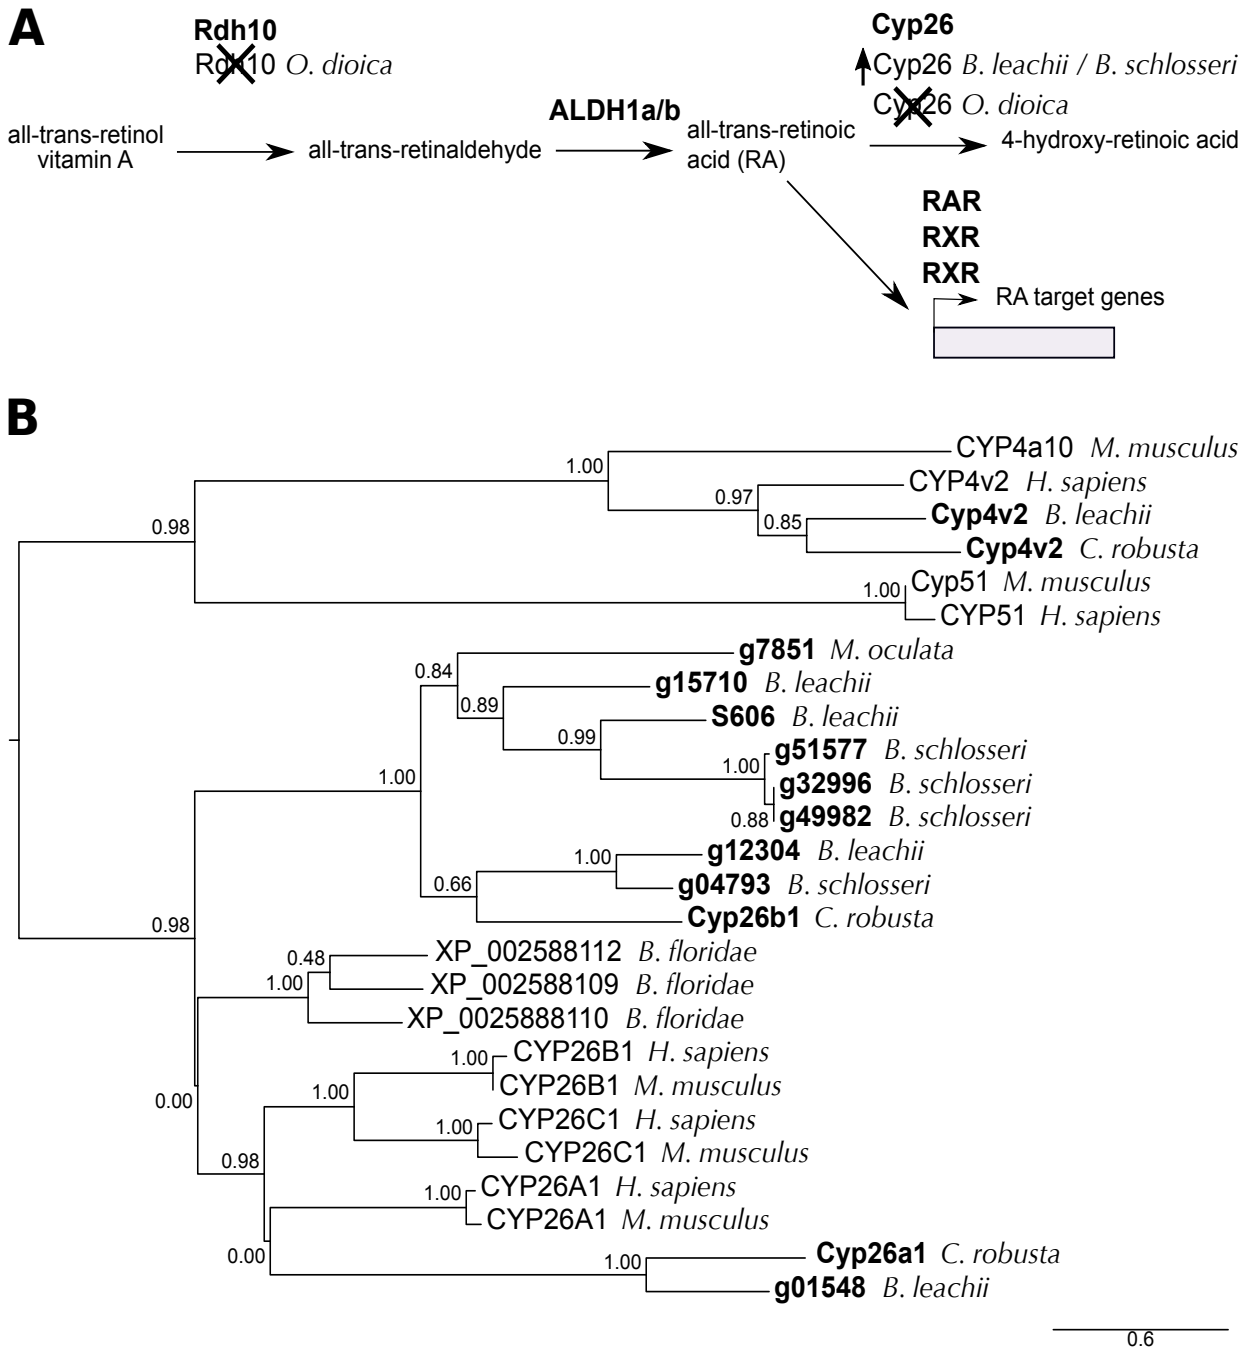 A
Rdh10
Rdh10 O. dioica
Cyp26
Cyp26 B. leachii / B. schlosseri
Cyp26 O. dioica
all-trans-retinol
vitamin A
all-trans-retinaldehyde
ALDH1a/b
all-trans-retinoic
acid (RA)
4-hydroxy-retinoic acid
RAR
RXR
RXR
RA target genes
B
CYP4a10 M. musculus
1.00
CYP4v2 H. sapiens
0.97
Cyp4v2 B. leachii
0.85
0.98
Cyp4v2 C. robusta
Cyp51 M. musculus
1.00
CYP51 H. sapiens
g7851 M. oculata
0.84
g15710 B. leachii
0.89
S606 B. leachii
0.99
g51577 B. schlosseri
1.00
1.00
g32996 B. schlosseri
0.88
g49982 B. schlosseri
g12304 B. leachii
1.00
0.66
g04793 B. schlosseri
Cyp26b1 C. robusta
0.98
XP_002588112 B. floridae
0.48
1.00
XP_002588109 B. floridae
XP_0025888110 B. floridae
CYP26B1 H. sapiens
1.00
CYP26B1 M. musculus
1.00
0.00
CYP26C1 H. sapiens
1.00
CYP26C1 M. musculus
0.98
CYP26A1 H. sapiens
1.00
CYP26A1 M. musculus
0.00
Cyp26a1 C. robusta
1.00
g01548 B. leachii
0.6